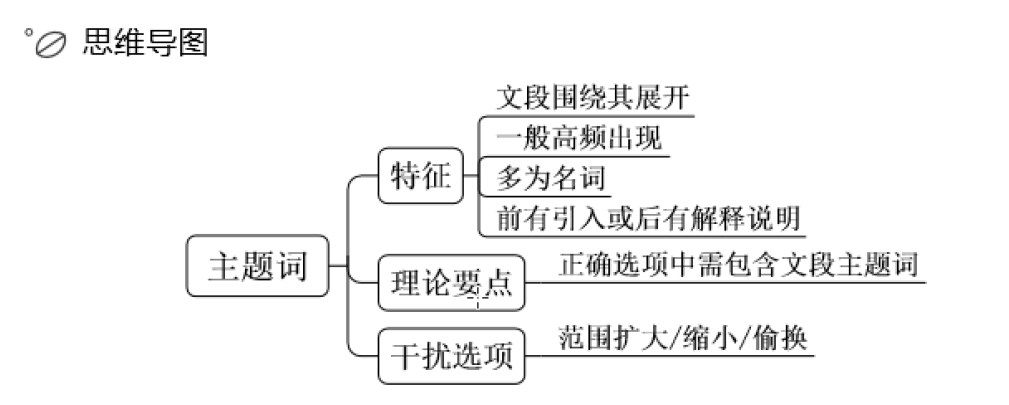 思维导图
文段围绕其展开
一般高频出现
特征
多为名词
前有引入或后有解释说明
主题词
正确选项中需包含文段主题词
理论要点
范围扩大/缩小/偷换
干扰选项